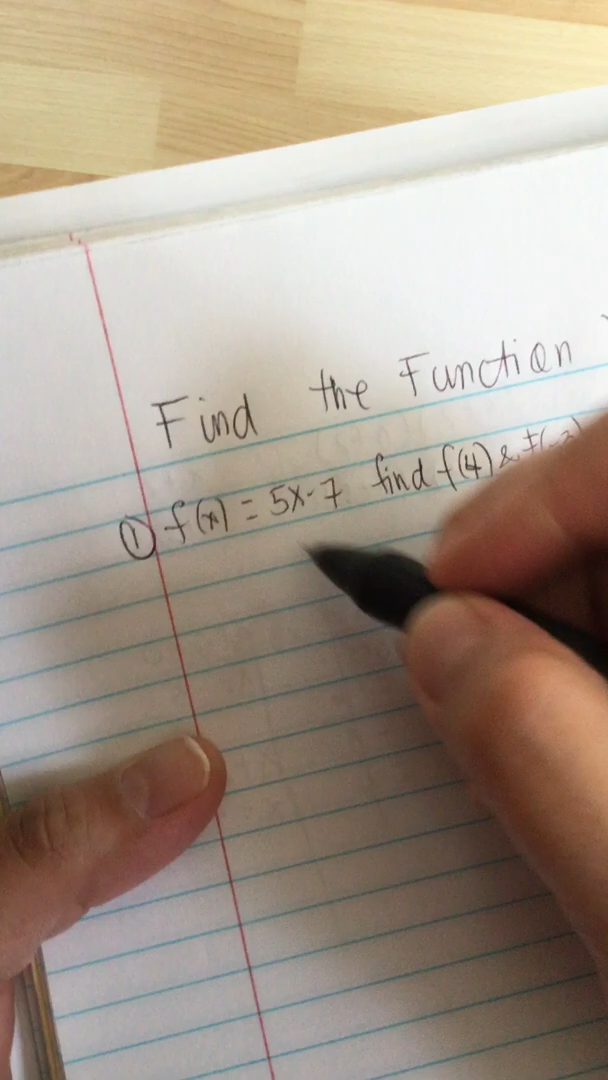 Find the Function
① f(x) = 5x-7 find f(4) &